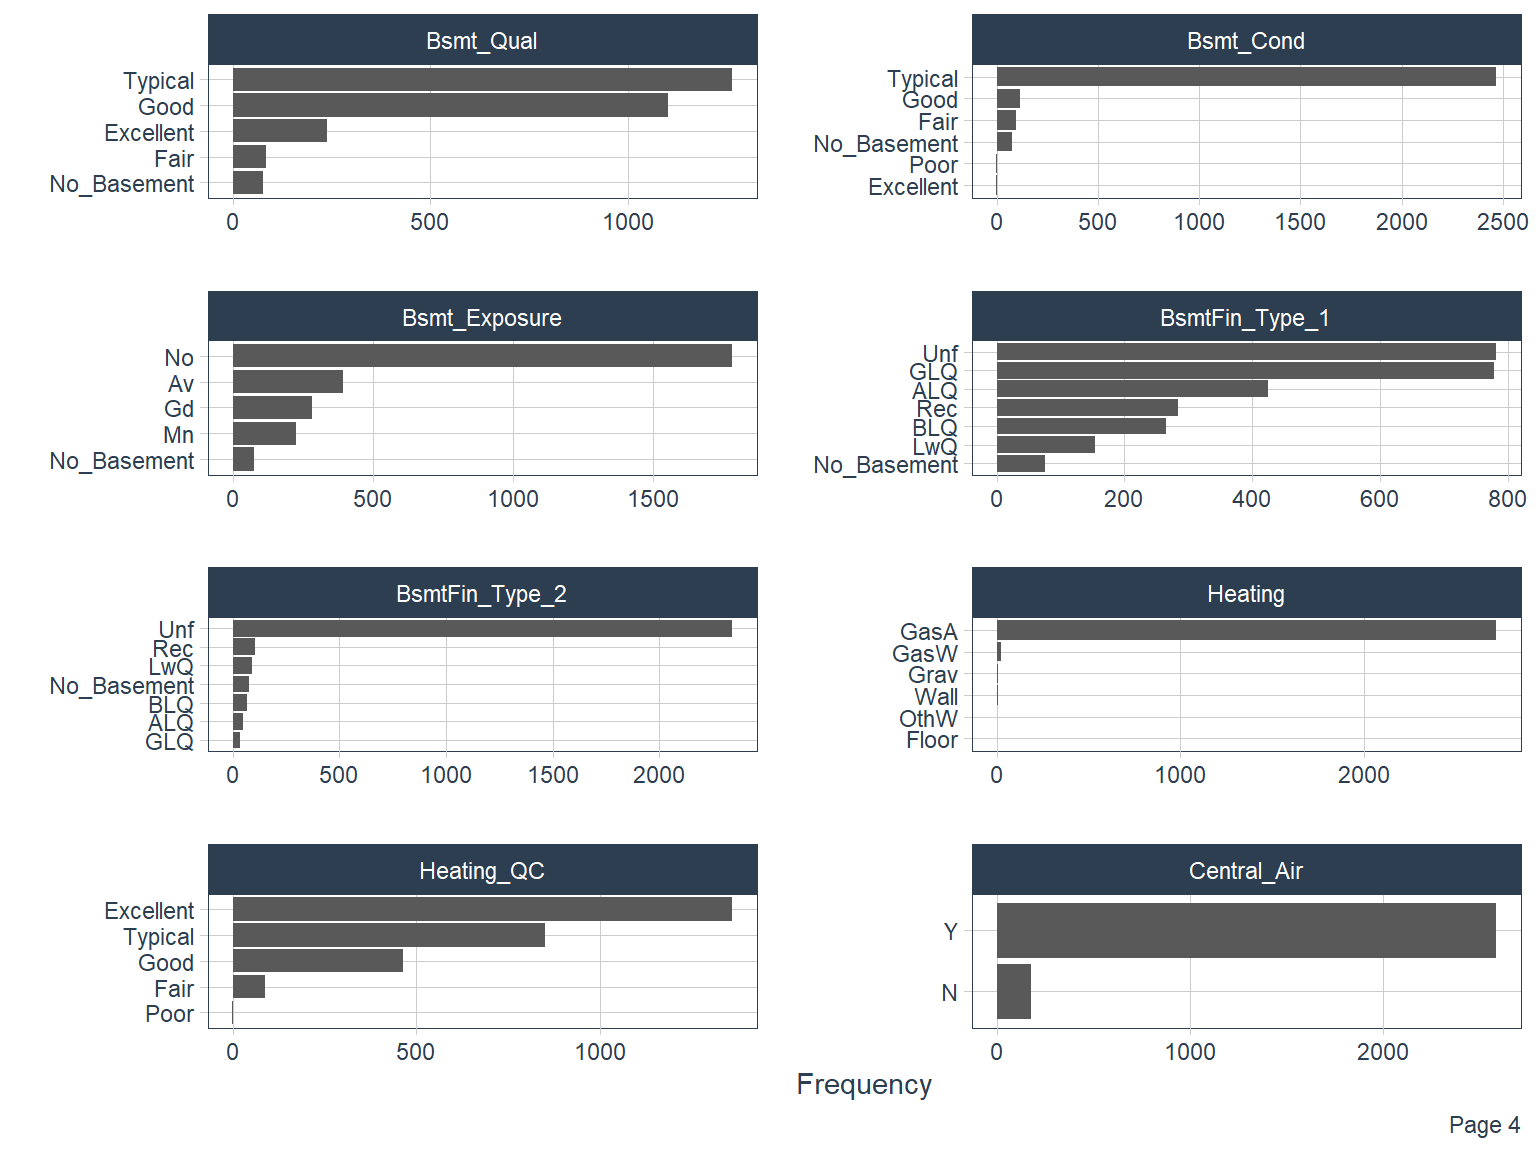 Bsmt_Qual
Typical
Good
Excellent
Fair
No_Basement
0 500 1000
Bsmt_Cond
Typical
Good
Fair
No_Basement
Poor
Excellent
0 500 1000 1500 2000 2500
Bsmt_Exposure
No
Av
Gd
Mn
No_Basement
0 500 1000 1500
BsmtFin_Type_1
Unf
GLQ
ALQ
Rec
BLQ
LwQ
No_Basement
0 200 400 600 800
BsmtFin_Type_2
Unf
Rec
LwQ
No_Basement
BLQ
ALQ
GLQ
0 500 1000 1500 2000
Heating
GasA
GasW
Grav
Wall
OthW
Floor
0 1000 2000
Heating_QC
Excellent
Typical
Good
Fair
Poor
0 500 1000
Central_Air
Y
N
0 1000 2000
Frequency
Page 4